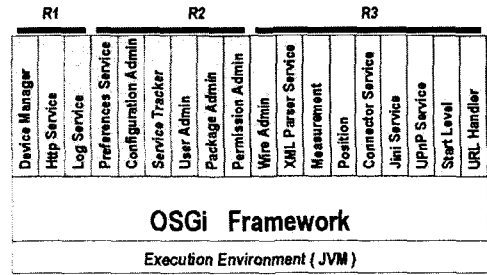 R1 R2 R3
Device Manager
Http Service
Log Service
Preferences Service
Configuration Admin
Service Tracker
User Admin
Package Admin
Permission Admin
Wire Admin
XML Parser Service
Measurement
Position
Connector Service
Jini Service
UPnP Service
Start Level
URL Handler
OSGi Framework
Execution Environment ( JVM )